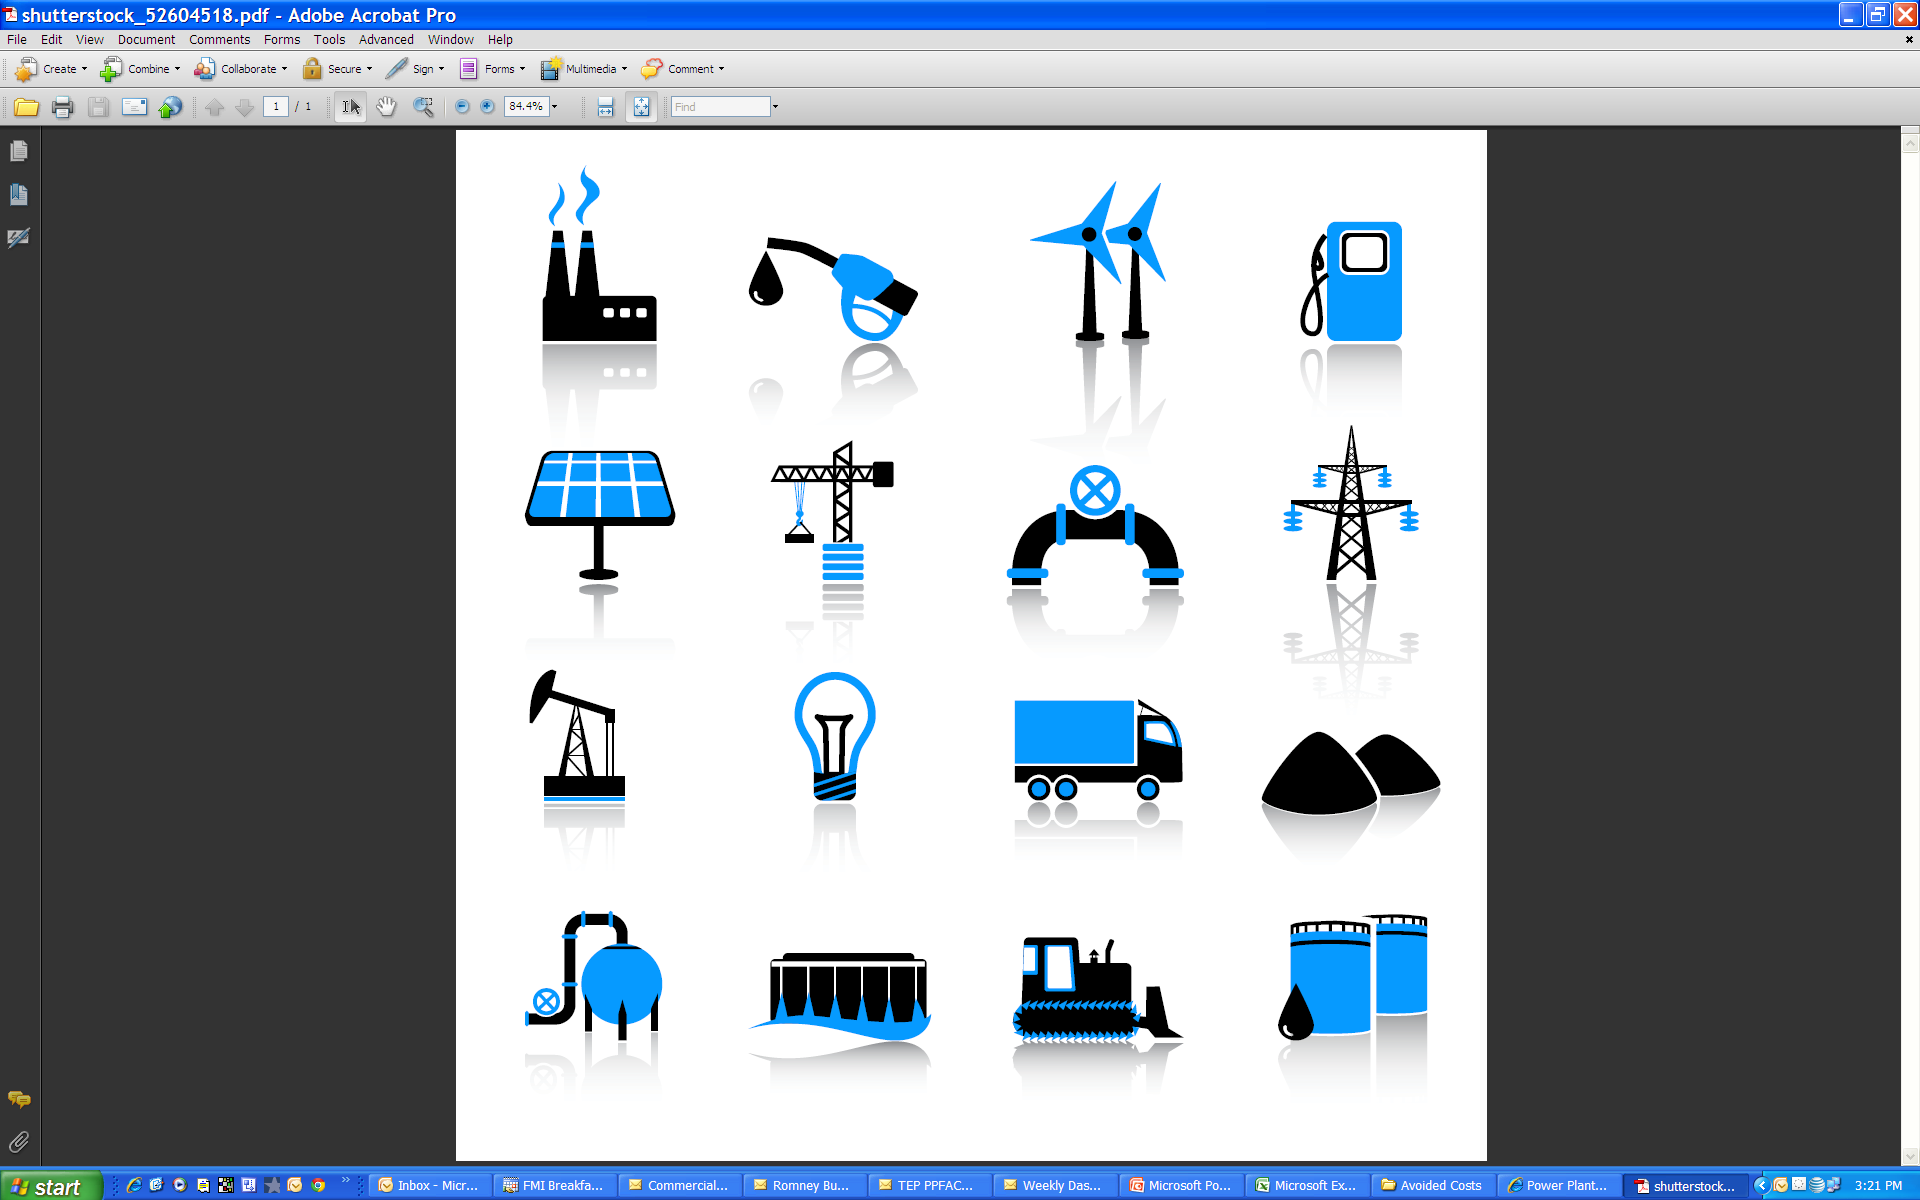 shutterstock_52604518.pdf - Adobe Acrobat Pro
File Edit View Document Comments Forms Tools Advanced Window Help
Create Combine Collaborate Secure Sign Forms Multimedia Comment
1 / 1 84.4% Find
start Inbox - Micr... FMI Breakfa... Commercial... Romney Bu... TEP PPFAC... Weekly Das... Microsoft Po... Microsoft Ex... Avoided Costs Power Plant... shutterstock... 3:21 PM